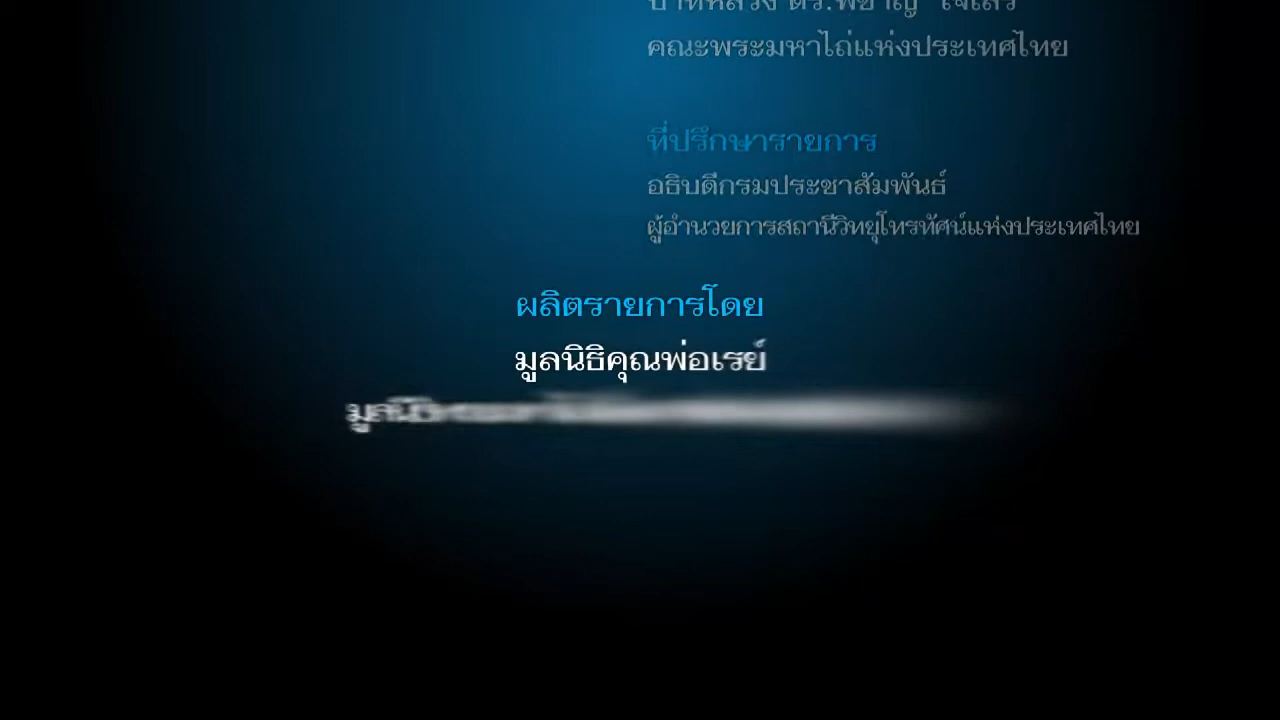 คณะพระมหาไถ่แห่งประเทศไทย
ที่ปรึกษารายการ
อธิบดีกรมประชาสัมพันธ์
ผู้อำนวยการสถานีวิทยุโทรทัศน์แห่งประเทศไทย
ผลิตรายการโดย
มูลนิธิคุณพ่อเรย์